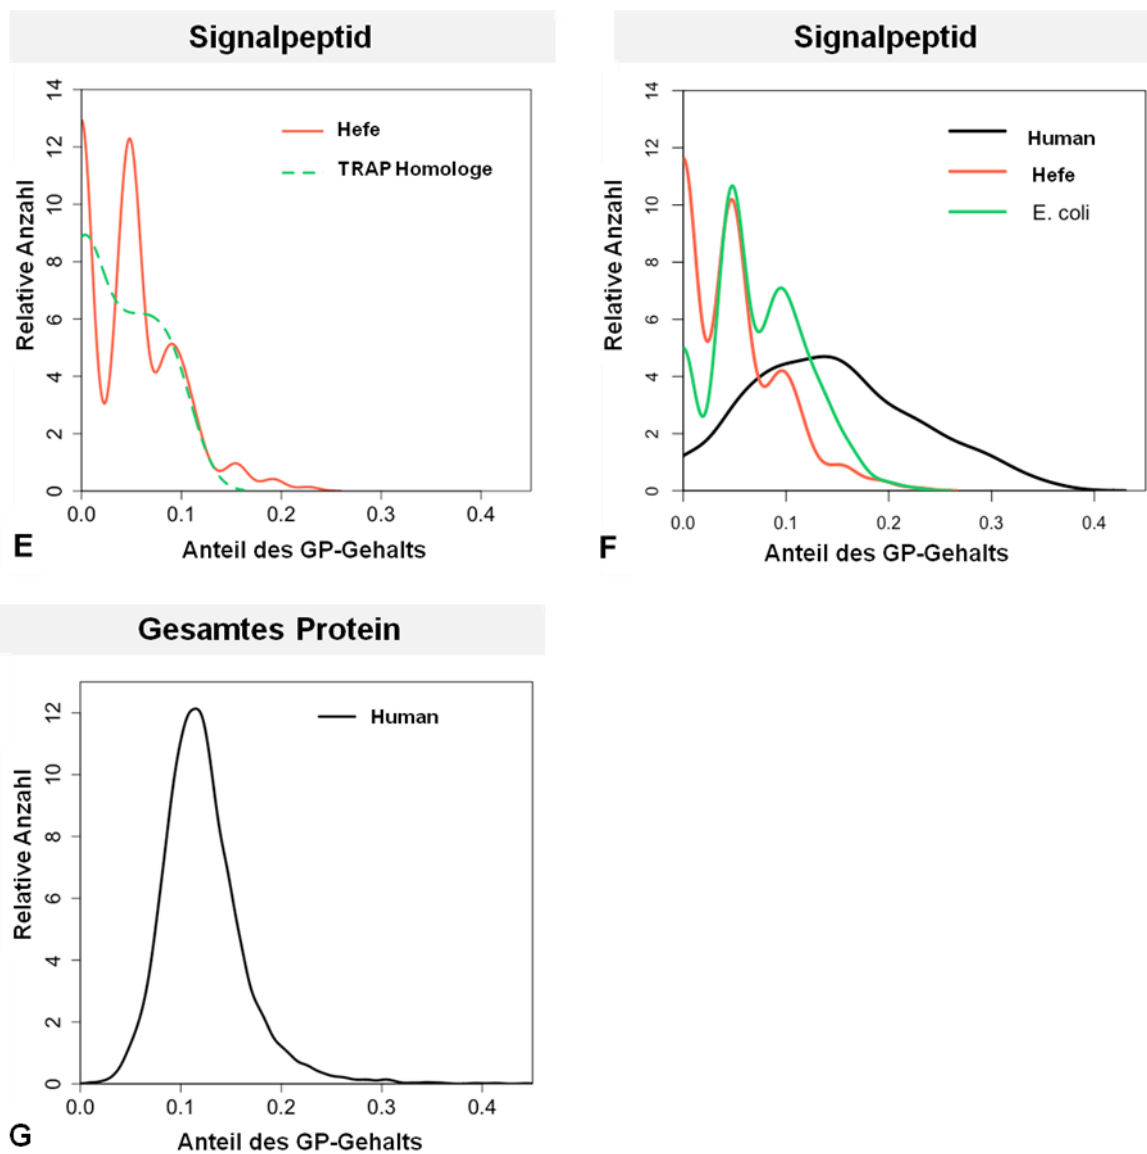 Signalpeptid
14
12
10
8
6
4
2
0
Relative Anzahl
Hefe
TRAP Homologe
0.0 0.1 0.2 0.3 0.4
Anteil des GP-Gehalts
E
Signalpeptid
14
12
10
8
6
4
2
0
Relative Anzahl
Human
Hefe
E. coli
0.0 0.1 0.2 0.3 0.4
Anteil des GP-Gehalts
F
Gesamtes Protein
12
10
8
6
4
2
0
Relative Anzahl
Human
0.0 0.1 0.2 0.3 0.4
Anteil des GP-Gehalts
G